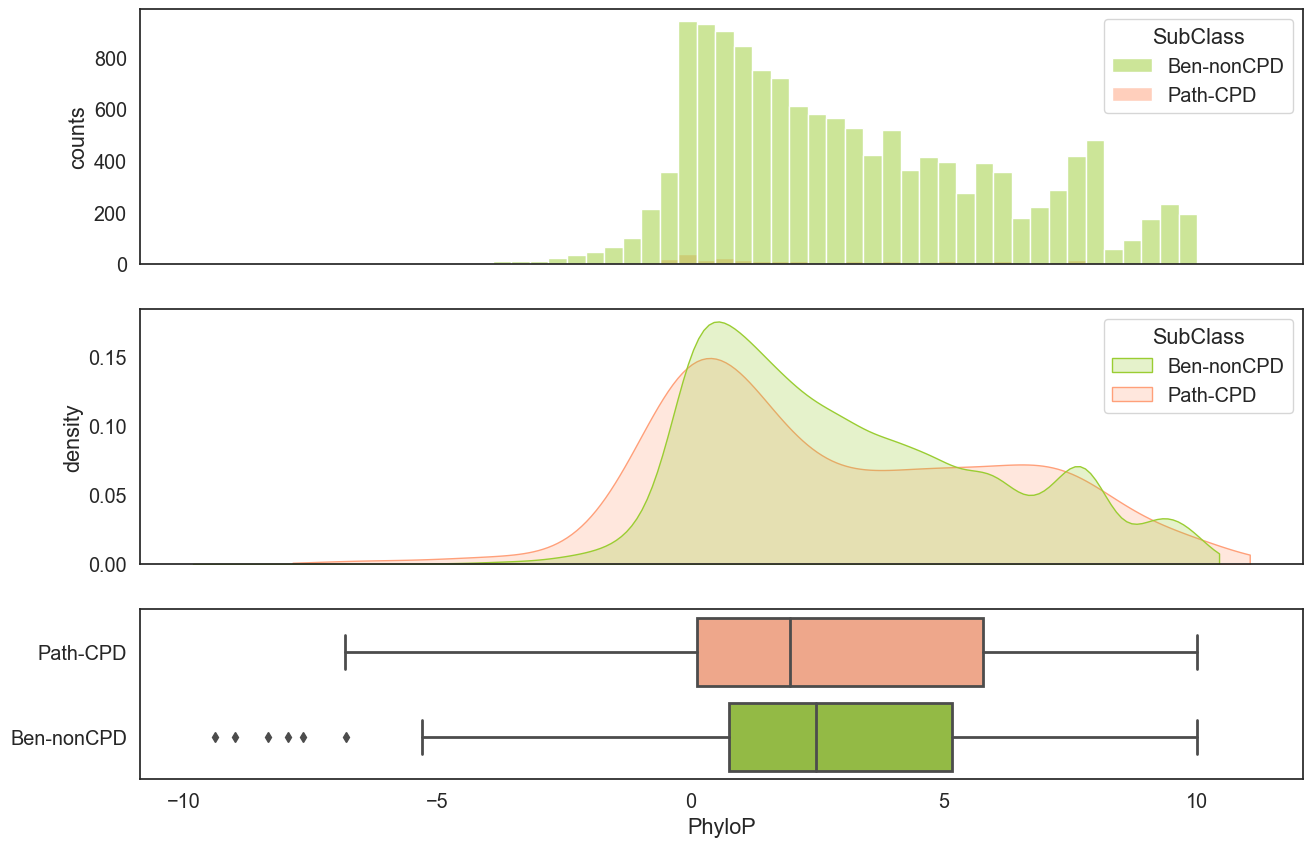 counts
800
600
400
200
0
SubClass
Ben-nonCPD
Path-CPD
density
0.15
0.10
0.05
0.00
SubClass
Ben-nonCPD
Path-CPD
Path-CPD
Ben-nonCPD
−10
−5
0
5
10
PhyloP